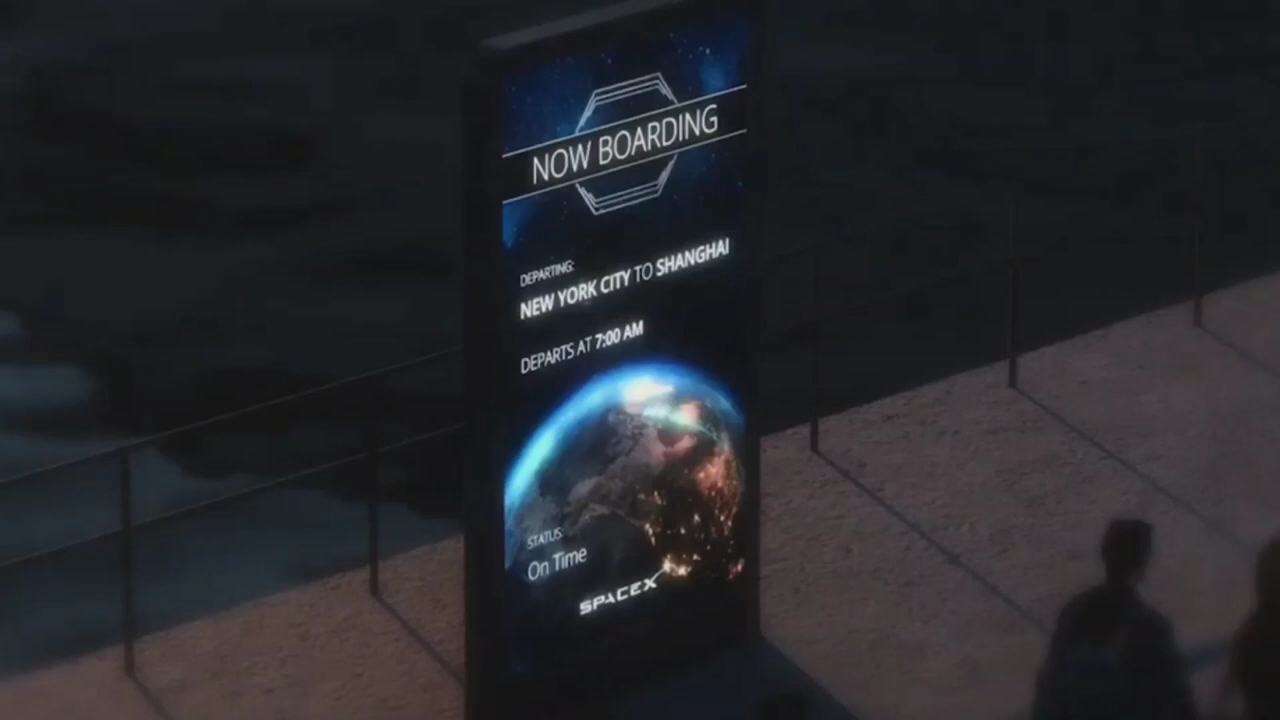 NOW BOARDING
DEPARTING:
NEW YORK CITY TO SHANGHAI
DEPARTS AT 7:00 AM
STATUS:
On Time
SPACEX